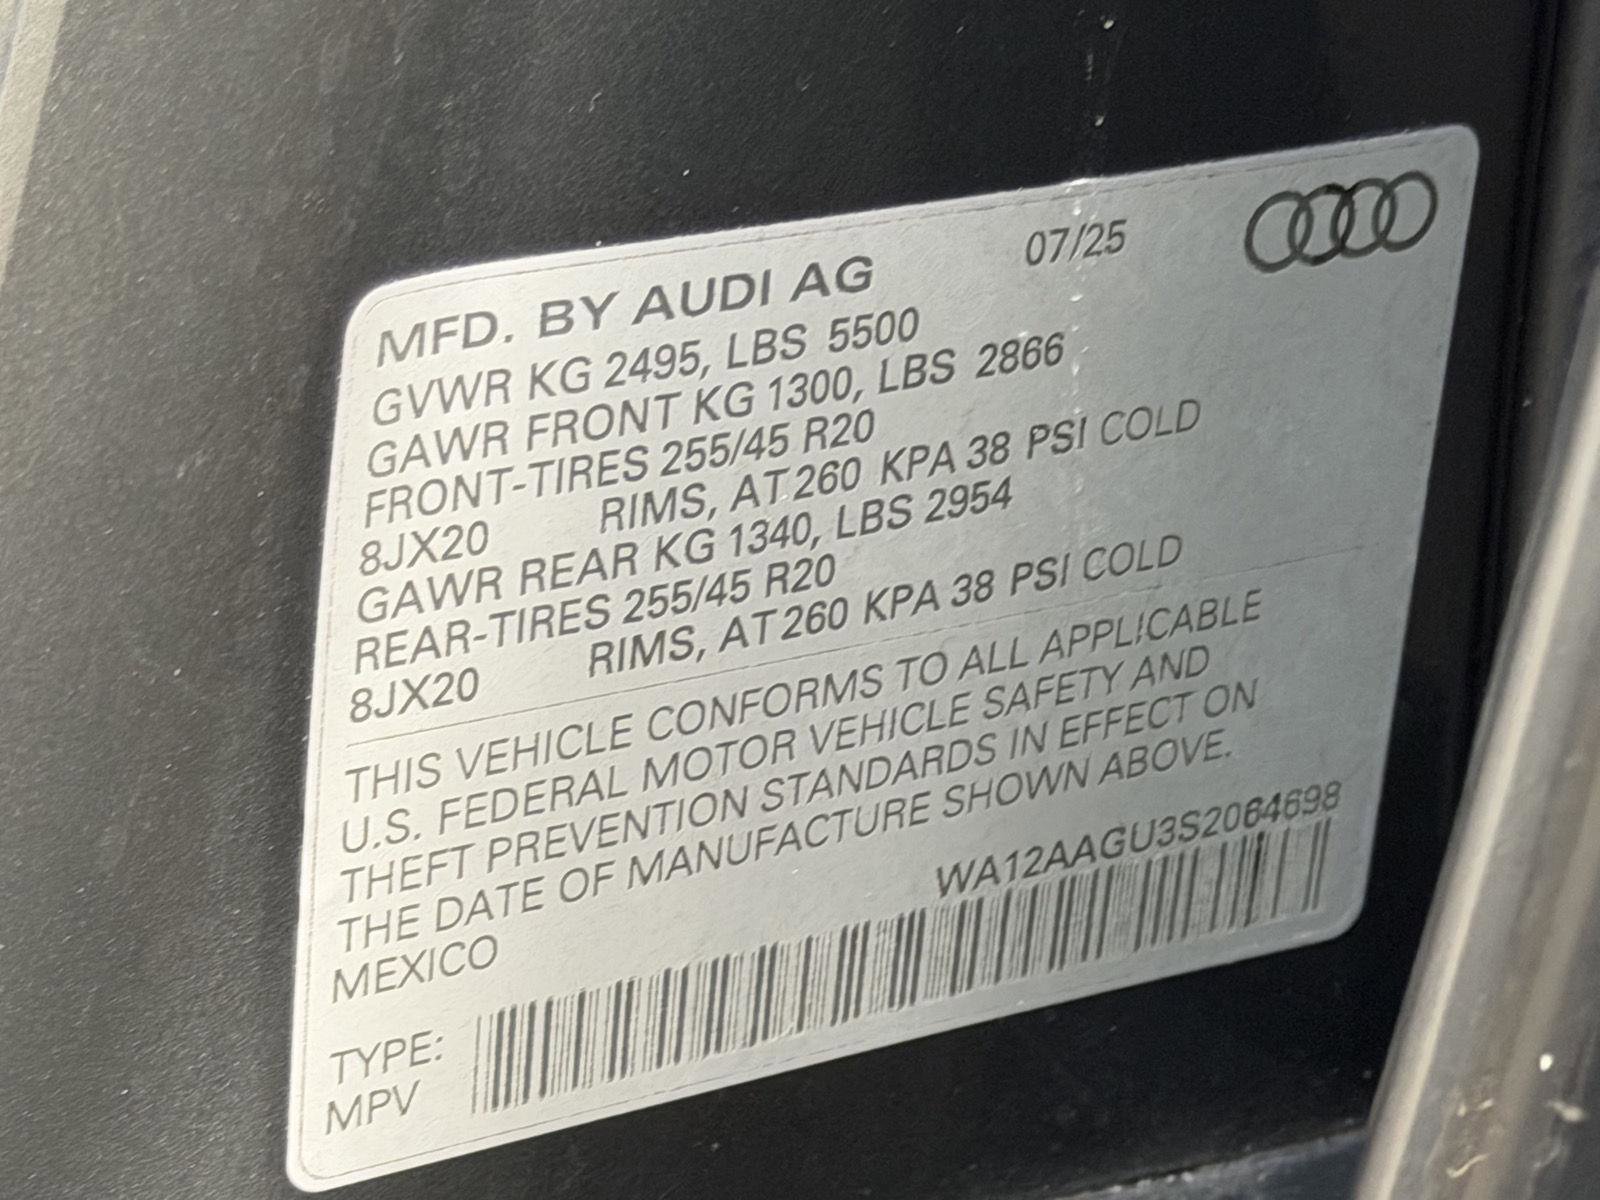 MFD. BY AUDI AG 07/25
GVWR KG 2495, LBS 5500
GAWR FRONT KG 1300, LBS 2866
FRONT-TIRES 255/45 R20
8JX20 RIMS, AT 260 KPA 38 PSI COLD
GAWR REAR KG 1340, LBS 2954
REAR-TIRES 255/45 R20
8JX20 RIMS, AT 260 KPA 38 PSI COLD
THIS VEHICLE CONFORMS TO ALL APPLICABLE
U.S. FEDERAL MOTOR VEHICLE SAFETY AND
THEFT PREVENTION STANDARDS IN EFFECT ON
THE DATE OF MANUFACTURE SHOWN ABOVE.
MEXICO
WA12AAGU3S2064698
TYPE:
MPV